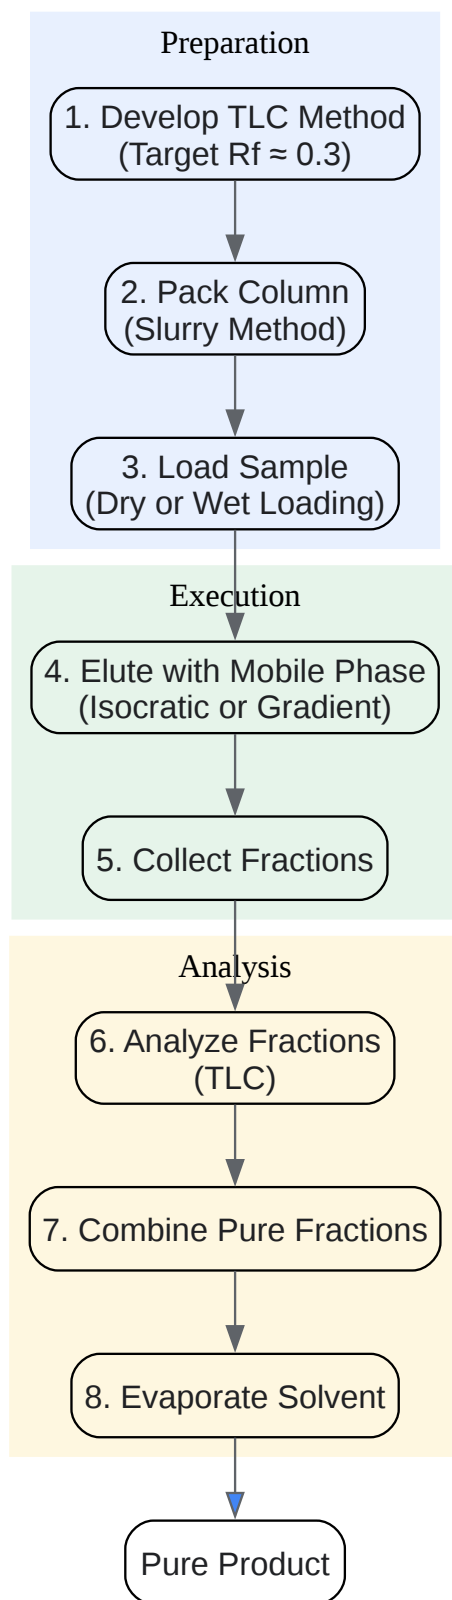 Preparation
1. Develop TLC Method
(Target Rf ≈ 0.3)
2. Pack Column
(Slurry Method)
3. Load Sample
(Dry or Wet Loading)
Execution
4. Elute with Mobile Phase
(Isocratic or Gradient)
5. Collect Fractions
Analysis
6. Analyze Fractions
(TLC)
7. Combine Pure Fractions
8. Evaporate Solvent
Pure Product